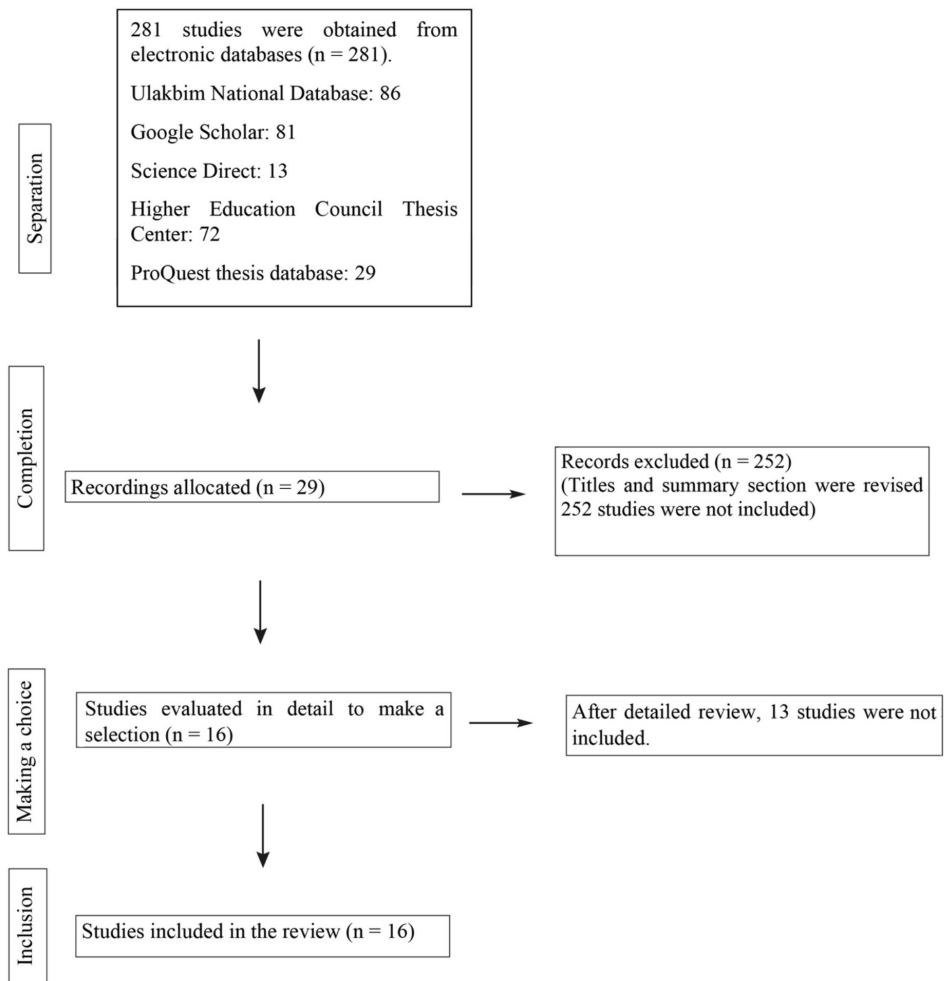 281 studies were obtained from
electronic databases (n = 281).
Ulakbim National Database: 86
Google Scholar: 81
Science Direct: 13
Higher Education Council Thesis
Center: 72
ProQuest thesis database: 29
Separation
Completion
Recordings allocated (n = 29)
Records excluded (n = 252)
(Titles and summary section were revised
252 studies were not included)
Making a choice
Studies evaluated in detail to make a
selection (n = 16)
After detailed review, 13 studies were not
included.
Inclusion
Studies included in the review (n = 16)